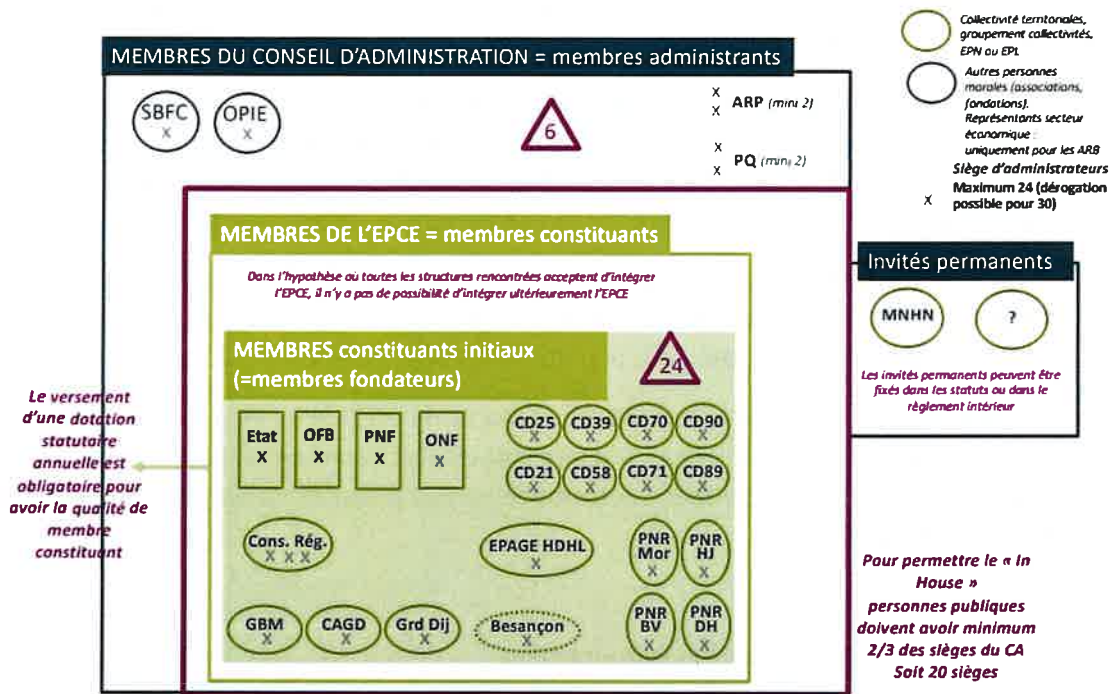 Collectivité territoriales,
groupement collectivités,
EPN ou EPL
Autres personnes
morales (associations,
fondations).
Représentants secteur
économique :
uniquement pour les ARB
Siège d'administrateurs
X Maximum 24 (dérogation
possible pour 30)
MEMBRES DU CONSEIL D'ADMINISTRATION = membres administrants
SBFC
X
OPIE
X
6
X
X ARP (mini 2)
X
X PQ (mini 2)
MEMBRES DE L'EPCE = membres constituants
Dans l'hypothèse où toutes les structures rencontrées acceptent d'intégrer
l'EPCE, il n'y a pas de possibilité d'intégrer ultérieurement l'EPCE
Invités permanents
MNHN
?
Les invités permanents peuvent être
fixés dans les statuts ou dans le
règlement intérieur
MEMBRES constituants initiaux
(=membres fondateurs)
24
Le versement
d'une dotation
statutaire
annuelle est
obligatoire pour
avoir la qualité de
membre
constituant
Etat
X
OFB
X
PNF
X
ONF
X
CD25
X
CD39
X
CD70
X
CD90
X
CD21
X
CD58
X
CD71
X
CD89
X
Cons. Rég.
X X X
EPAGE HDHL
X
PNR
Mor
X
PNR
HJ
X
GBM
X
CAGD
X
Grd Dij
X
Besançon
X
PNR
BV
X
PNR
DH
X
Pour permettre le « In
House »
personnes publiques
doivent avoir minimum
2/3 des sièges du CA
Soit 20 sièges